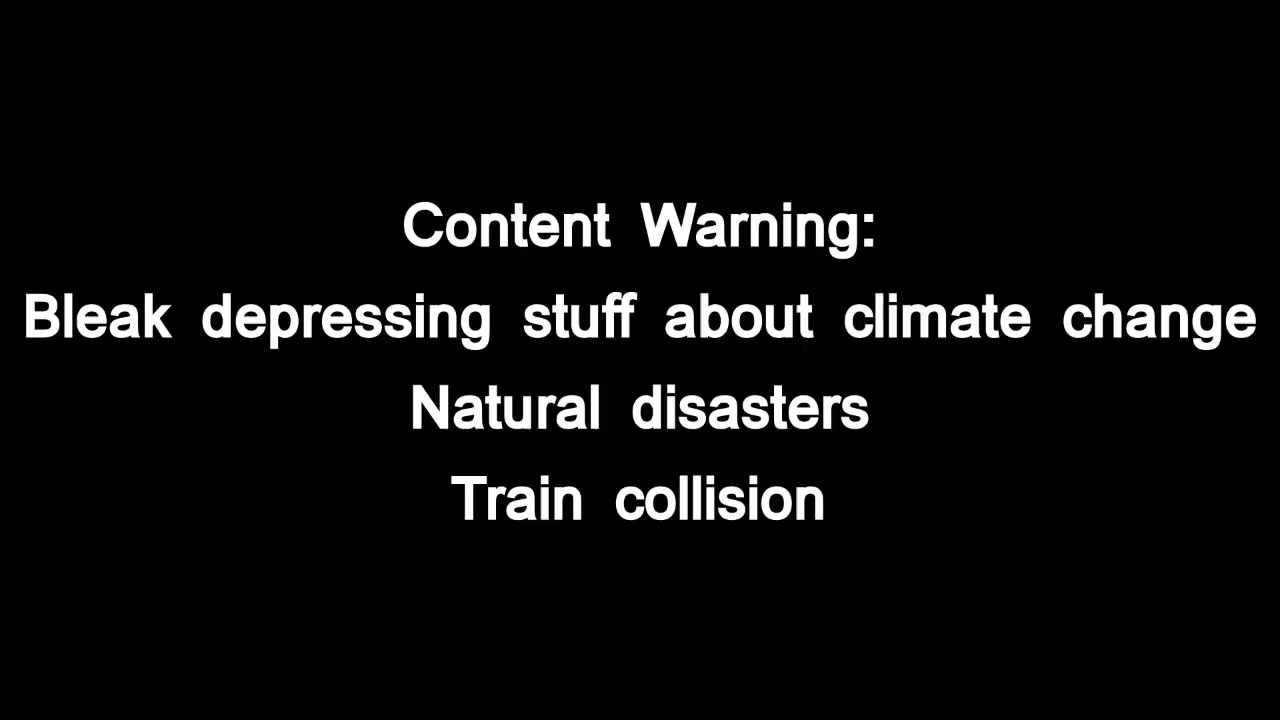 Content Warning:
Bleak depressing stuff about climate change
Natural disasters
Train collision